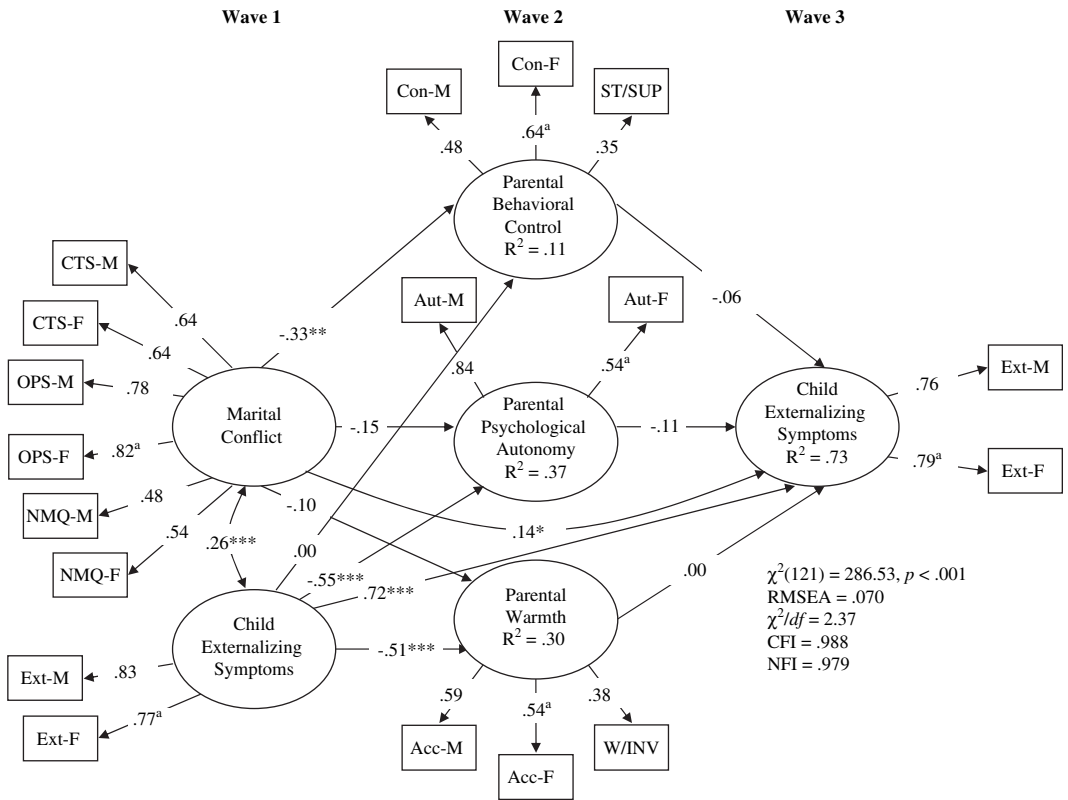 Wave 1
Wave 2
Wave 3
Con-F
Con-M
ST/SUP
.64ᵃ
.48
.35
Parental
Behavioral
Control
R² = .11
CTS-M
Aut-M
Aut-F
-.06
CTS-F
.64
-.33**
.64
OPS-M
.78
.84
.54ᵃ
Ext-M
.76
Marital
Conflict
-.15
Parental
Psychological
Autonomy
R² = .37
-.11
Child
Externalizing
Symptoms
R² = .73
OPS-F
.82ᵃ
.79ᵃ
Ext-F
.48
NMQ-M
-.10
.54
.26***
.14*
NMQ-F
.00
-.55***
.72***
.00
χ²(121) = 286.53, p < .001
RMSEA = .070
χ²/df = 2.37
CFI = .988
NFI = .979
Child
Externalizing
Symptoms
-.51***
Parental
Warmth
R² = .30
Ext-M
.83
.77ᵃ
Ext-F
.59
.54ᵃ
.38
Acc-M
Acc-F
W/INV